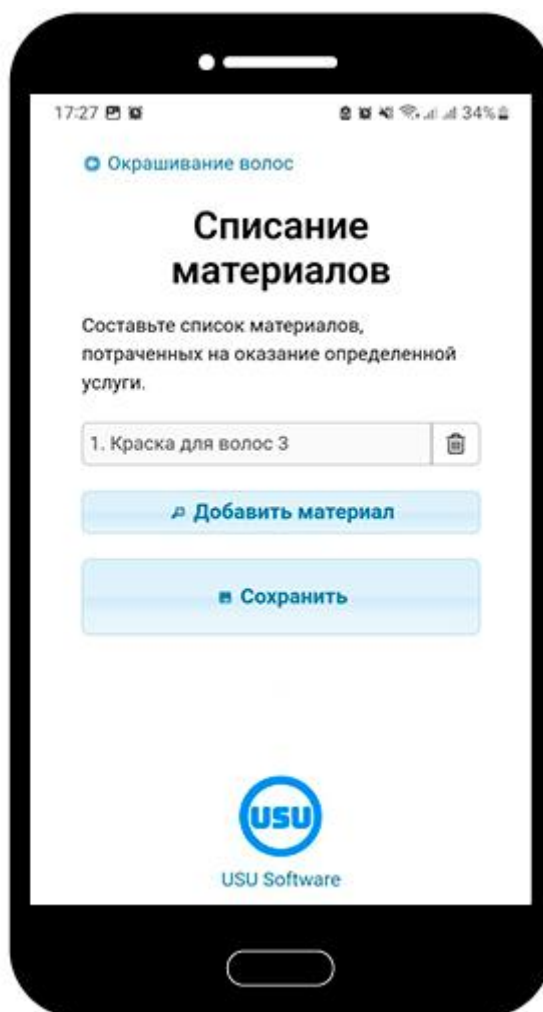 17:27 34%
Окрашивание волос
Списание
материалов
Составьте список материалов,
потраченных на оказание определенной
услуги.
1. Краска для волос 3
Добавить материал
Сохранить
USU
USU Software